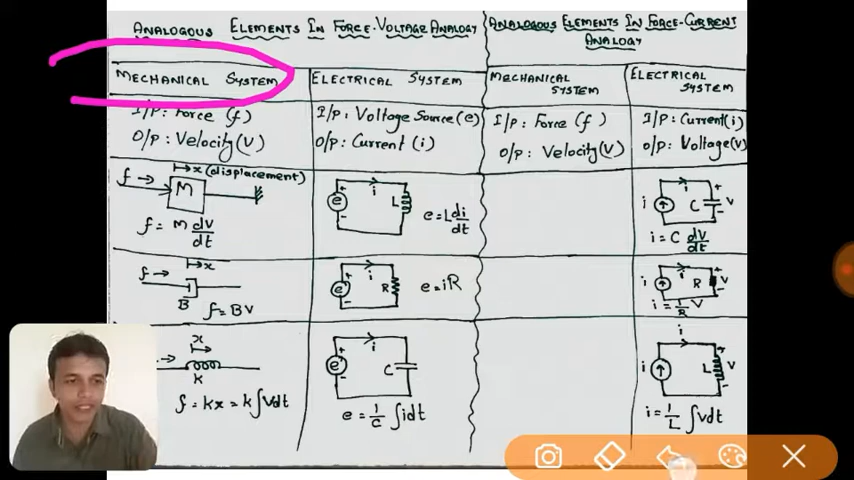 ANALOGOUS ELEMENTS IN FORCE-VOLTAGE ANALOGY
MECHANICAL SYSTEM
ELECTRICAL SYSTEM
I/P: Force (f)
O/P: Velocity (V)
I/P: Voltage Source (e)
O/P: Current (i)
f
x (displacement)
M
f = M dV/dt
e
+
-
i
L
e = L di/dt
f
x
B
f = BV
e
+
-
i
R
e = iR
x
K
f = kx = k∫Vdt
e
+
-
i
C
e = 1/C ∫idt
ANALOGOUS ELEMENTS IN FORCE-CURRENT
ANALOGY
MECHANICAL
SYSTEM
ELECTRICAL
SYSTEM
I/P: Force (f)
O/P: Velocity (V)
I/P: Current (i)
O/P: Voltage (V)
i
i
C
+
-
V
i = C dV/dt
i
i
R
+
-
V
i = 1/R V
i
i
L
+
-
V
i = 1/L ∫Vdt